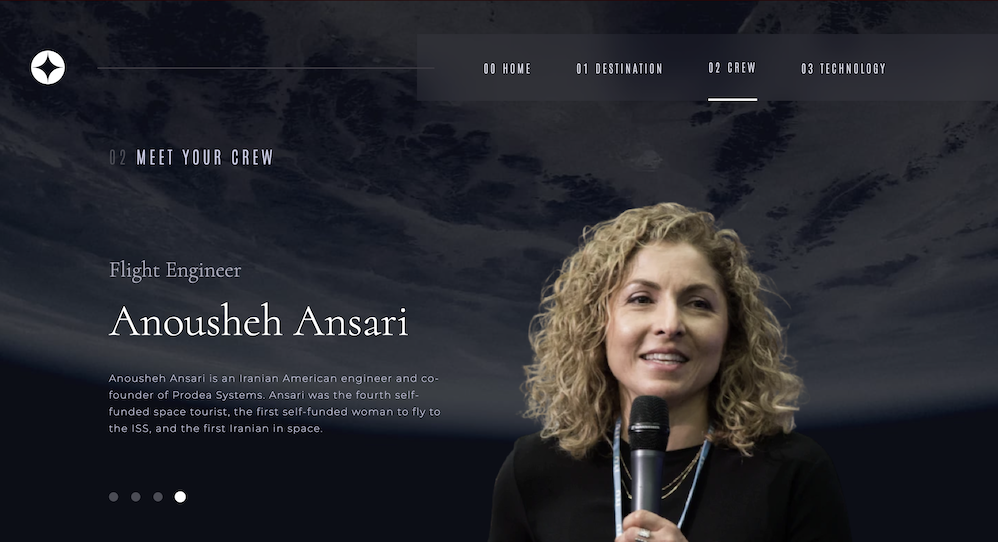 00 HOME
01 DESTINATION
02 CREW
03 TECHNOLOGY
02 MEET YOUR CREW
Flight Engineer
Anousheh Ansari
Anousheh Ansari is an Iranian American engineer and co-
founder of Prodea Systems. Ansari was the fourth self-
funded space tourist, the first self-funded woman to fly to
the ISS, and the first Iranian in space.